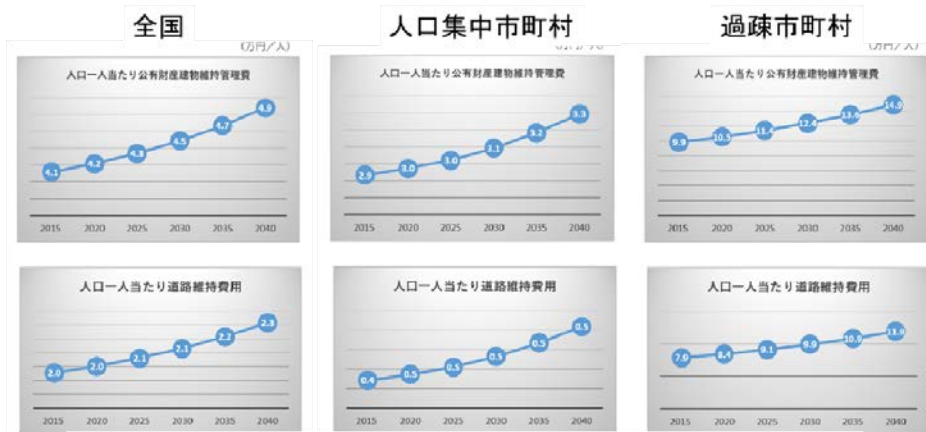 全国
人口集中市町村
過疎市町村
(万円／人)
(万円／人)
人口一人当たり公有財産建物維持管理費
4.1 4.2 4.3 4.5 4.7 4.9
2015 2020 2025 2030 2035 2040
人口一人当たり公有財産建物維持管理費
2.9 3.0 3.0 3.1 3.2 3.3
2015 2020 2025 2030 2035 2040
人口一人当たり公有財産建物維持管理費
9.9 10.5 11.4 12.4 13.6 14.9
2015 2020 2025 2030 2035 2040
人口一人当たり道路維持費用
2.0 2.0 2.1 2.1 2.2 2.3
2015 2020 2025 2030 2035 2040
人口一人当たり道路維持費用
0.4 0.5 0.5 0.5 0.5 0.5
2015 2020 2025 2030 2035 2040
人口一人当たり道路維持費用
7.9 8.4 9.1 9.9 10.9
2015 2020 2025 2030 2035 2040